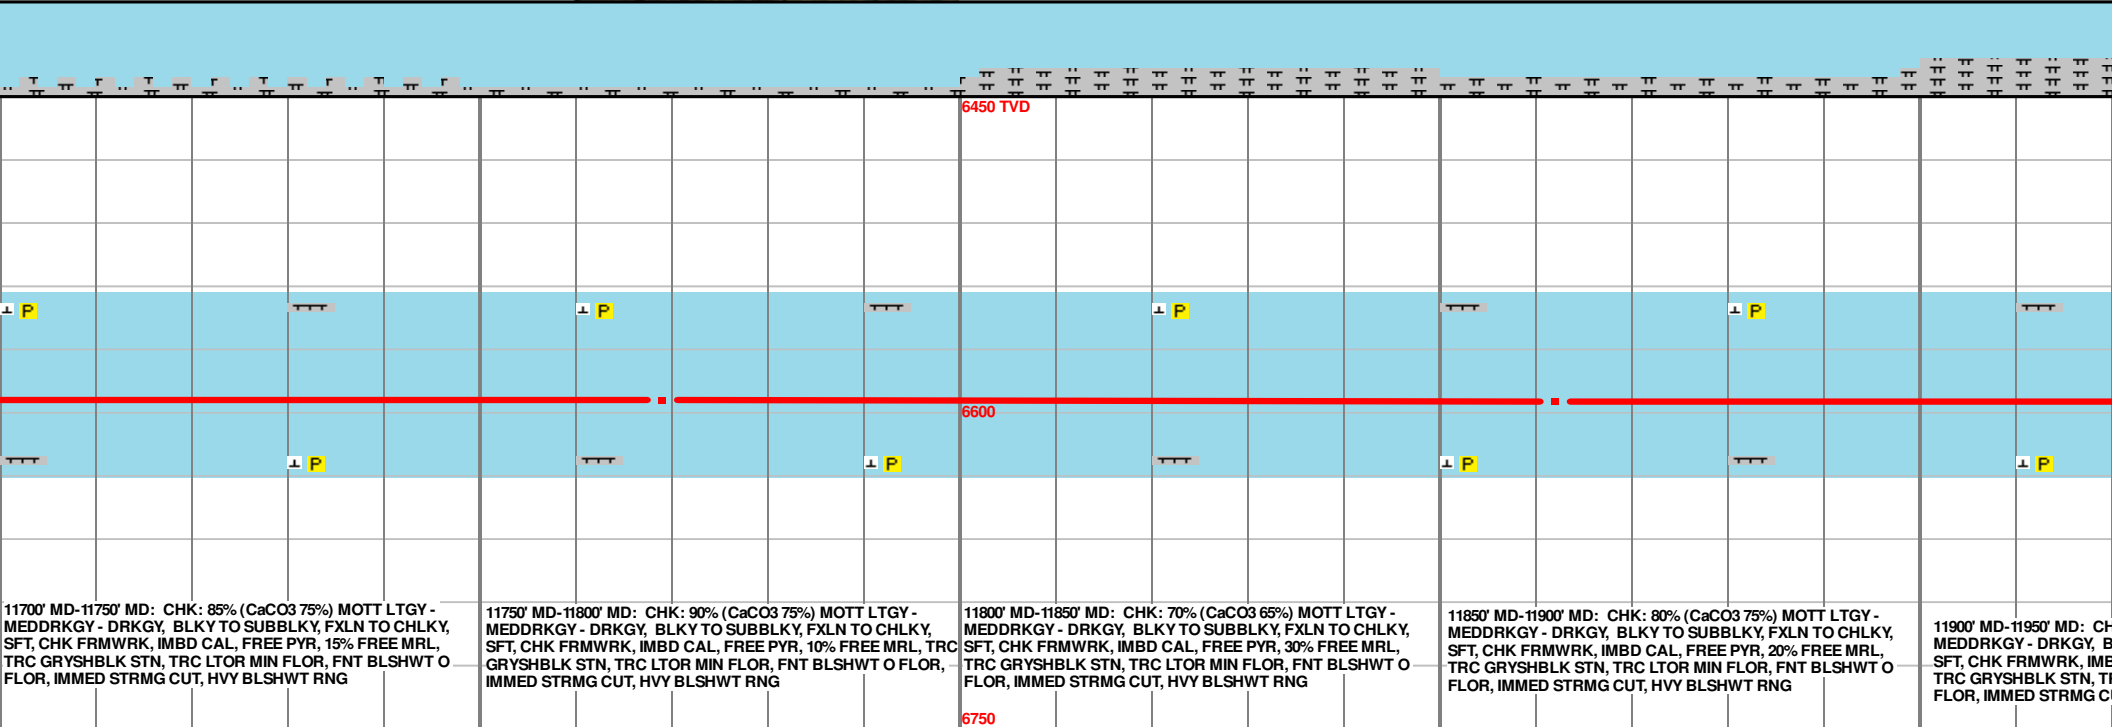 6450 TVD
P
P
P
P
6600
P
P
P
P
11700' MD-11750' MD: CHK: 85% (CaCO3 75%) MOTT LTGY -
MEDDRKGY - DRKGY, BLKY TO SUBBLKY, FXLN TO CHLKY,
SFT, CHK FRMWRK, IMBD CAL, FREE PYR, 15% FREE MRL,
TRC GRYSHBLK STN, TRC LTOR MIN FLOR, FNT BLSHWT O
FLOR, IMMED STRMG CUT, HVY BLSHWT RNG
11750' MD-11800' MD: CHK: 90% (CaCO3 75%) MOTT LTGY -
MEDDRKGY - DRKGY, BLKY TO SUBBLKY, FXLN TO CHLKY,
SFT, CHK FRMWRK, IMBD CAL, FREE PYR, 10% FREE MRL, TRC
GRYSHBLK STN, TRC LTOR MIN FLOR, FNT BLSHWT O FLOR,
IMMED STRMG CUT, HVY BLSHWT RNG
11800' MD-11850' MD: CHK: 70% (CaCO3 65%) MOTT LTGY -
MEDDRKGY - DRKGY, BLKY TO SUBBLKY, FXLN TO CHLKY,
SFT, CHK FRMWRK, IMBD CAL, FREE PYR, 30% FREE MRL,
TRC GRYSHBLK STN, TRC LTOR MIN FLOR, FNT BLSHWT O
FLOR, IMMED STRMG CUT, HVY BLSHWT RNG
11850' MD-11900' MD: CHK: 80% (CaCO3 75%) MOTT LTGY -
MEDDRKGY - DRKGY, BLKY TO SUBBLKY, FXLN TO CHLKY,
SFT, CHK FRMWRK, IMBD CAL, FREE PYR, 20% FREE MRL,
TRC GRYSHBLK STN, TRC LTOR MIN FLOR, FNT BLSHWT O
FLOR, IMMED STRMG CUT, HVY BLSHWT RNG
11900' MD-11950' MD: CH
MEDDRKGY - DRKGY, B
SFT, CHK FRMWRK, IMB
TRC GRYSHBLK STN, TR
FLOR, IMMED STRMG CU
6750